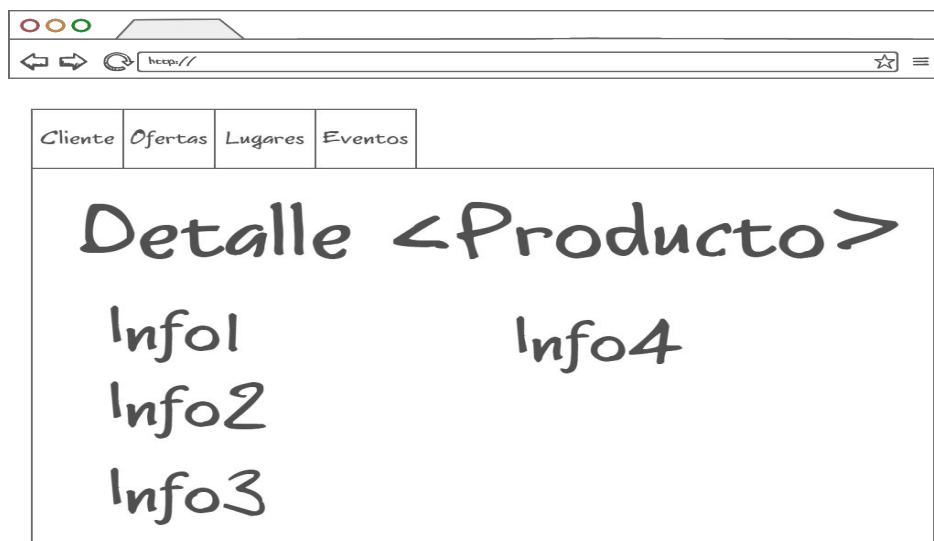 http://
Cliente Ofertas Lugares Eventos
Detalle <Producto>
Info1 Info4
Info2
Info3